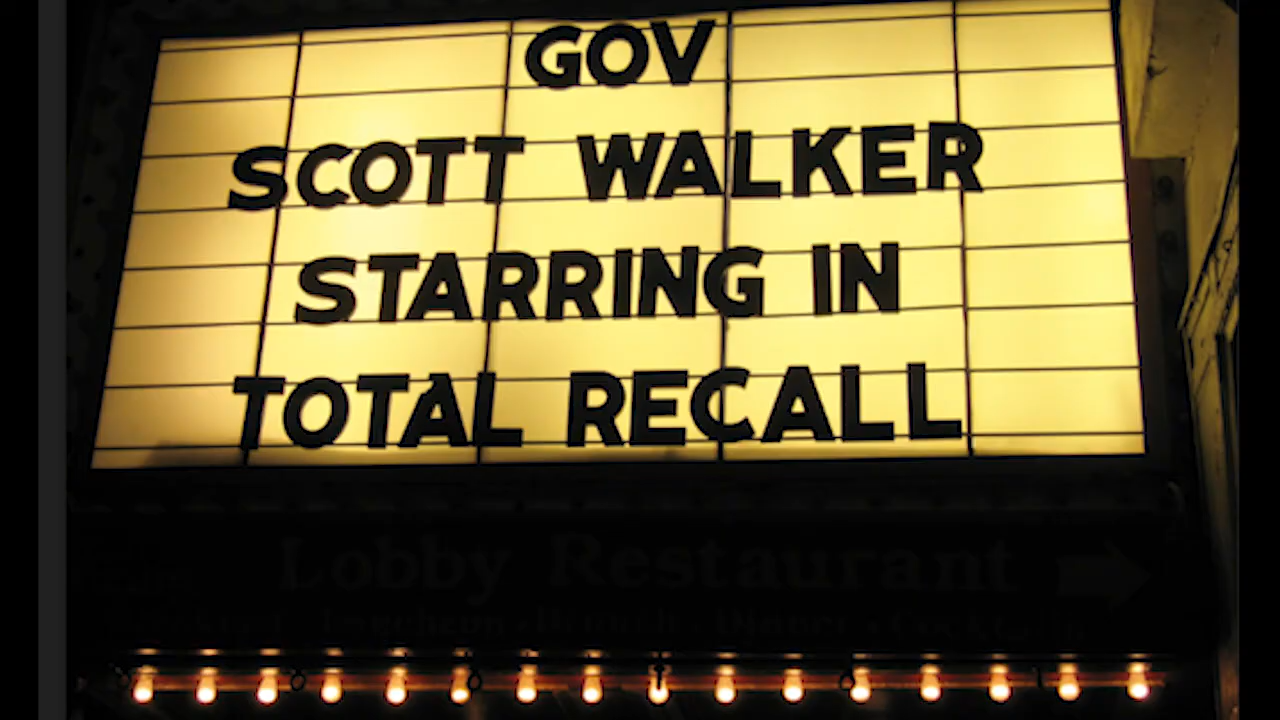 GOV
SCOTT WALKER
STARRING IN
TOTAL RECALL
Lobby Restaurant